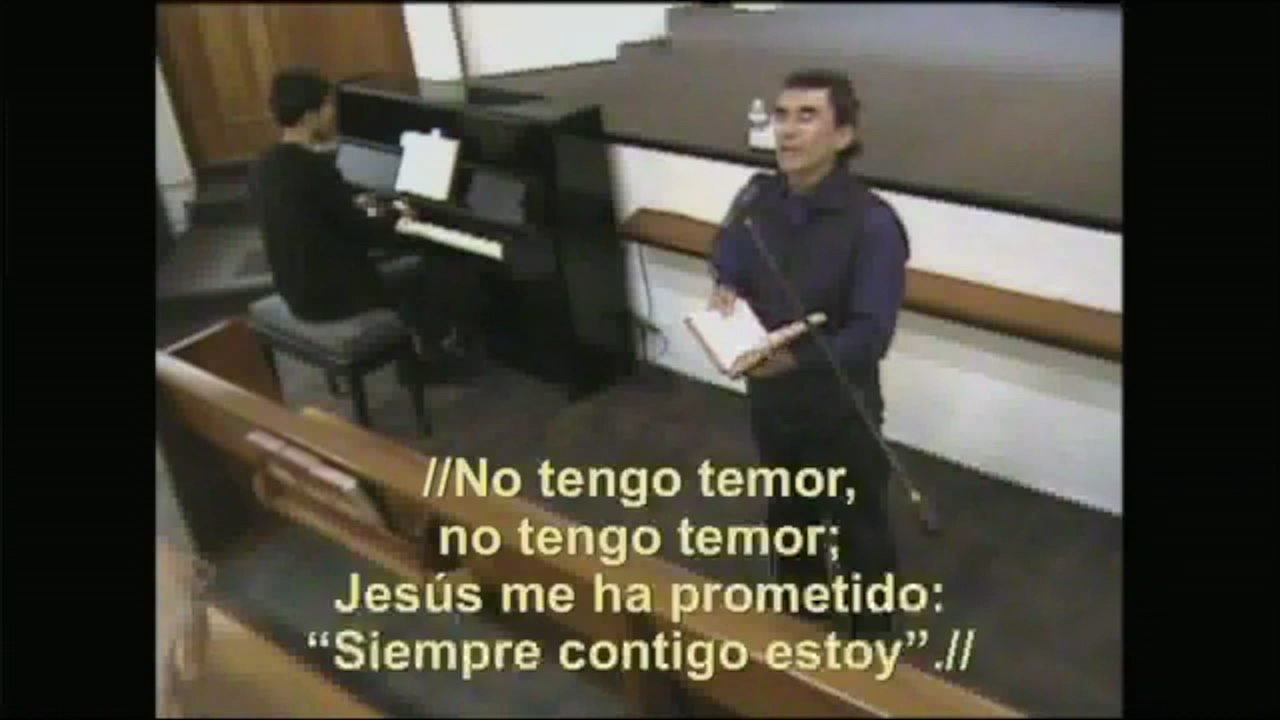 //No tengo temor,
no tengo temor;
Jesús me ha prometido:
“Siempre contigo estoy”.//